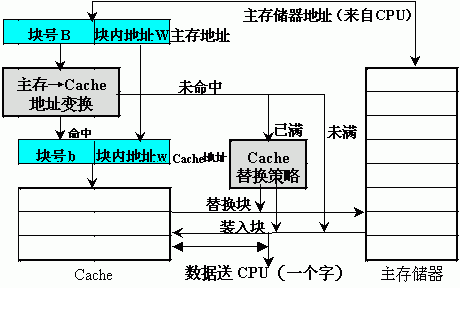 主存储器地址（来自CPU）
块号 B 块内地址W 主存地址
主存→Cache
地址变换
未命中
命中
已满
未满
块号 b 块内地址w Cache地址
Cache
替换策略
替换块
装入块
数据送 CPU（一个字）
Cache
主存储器